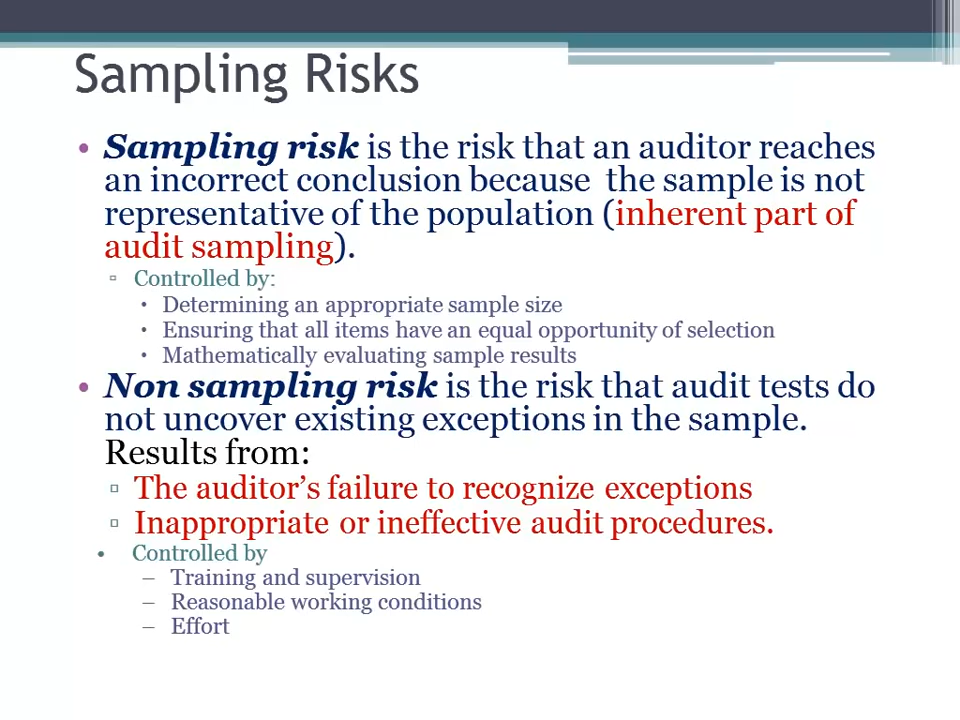 Sampling Risks
• Sampling risk is the risk that an auditor reaches
an incorrect conclusion because the sample is not
representative of the population (inherent part of
audit sampling).
▫ Controlled by:
• Determining an appropriate sample size
• Ensuring that all items have an equal opportunity of selection
• Mathematically evaluating sample results
• Non sampling risk is the risk that audit tests do
not uncover existing exceptions in the sample.
Results from:
▫ The auditor’s failure to recognize exceptions
▫ Inappropriate or ineffective audit procedures.
• Controlled by
– Training and supervision
– Reasonable working conditions
– Effort